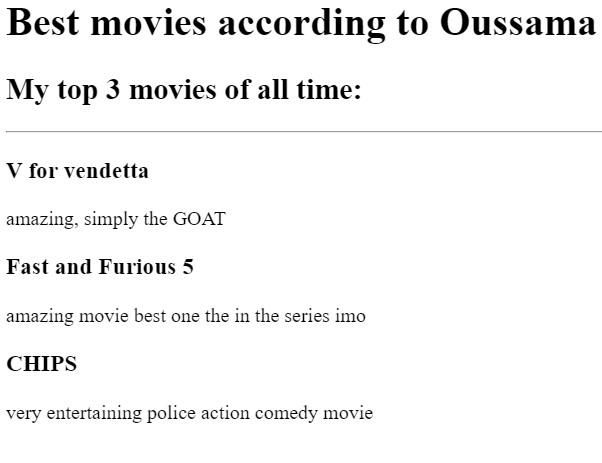 Best movies according to Oussama
My top 3 movies of all time:
V for vendetta
amazing, simply the GOAT
Fast and Furious 5
amazing movie best one the in the series imo
CHIPS
very entertaining police action comedy movie